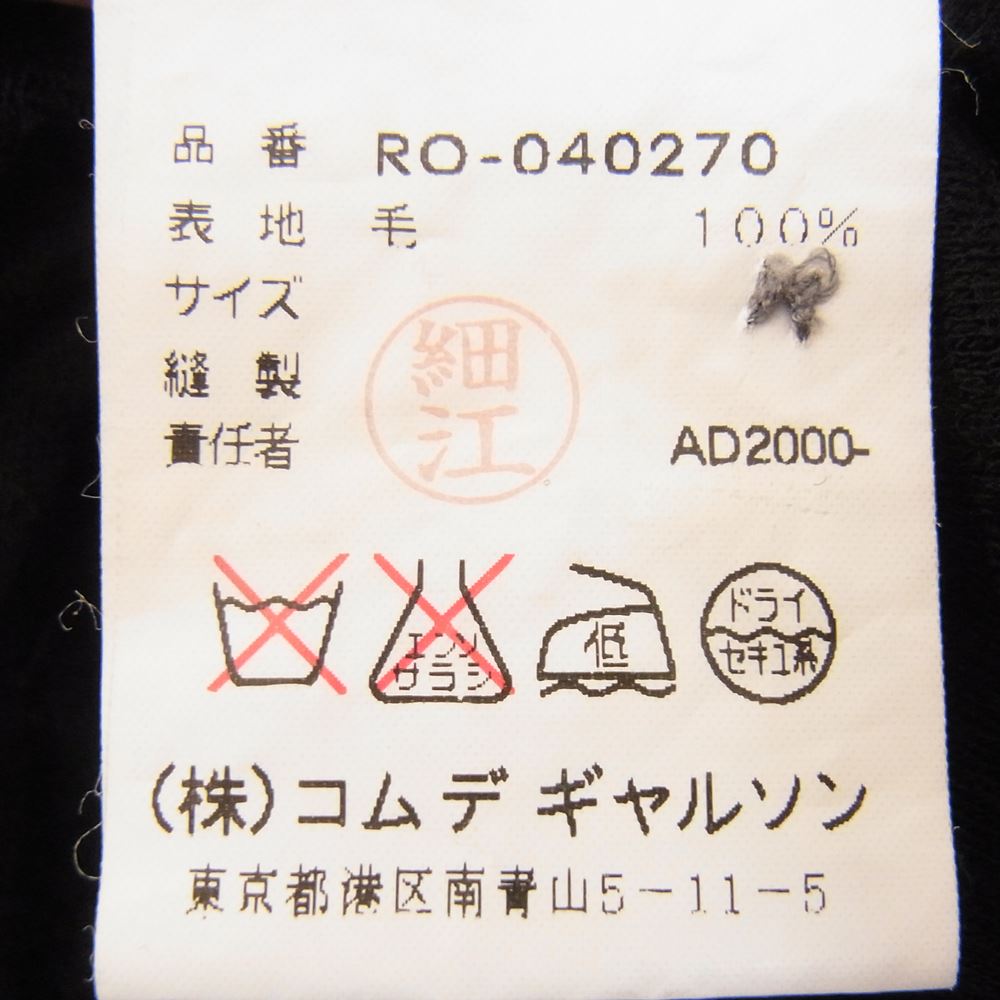 品番 RO-040270
表地 毛 100%
サイズ
縫製
責任者
細江
AD2000-
エンソ
サラシ
低
ドライ
セキユ系
(株)コムデ ギャルソン
東京都港区南青山5-11-5